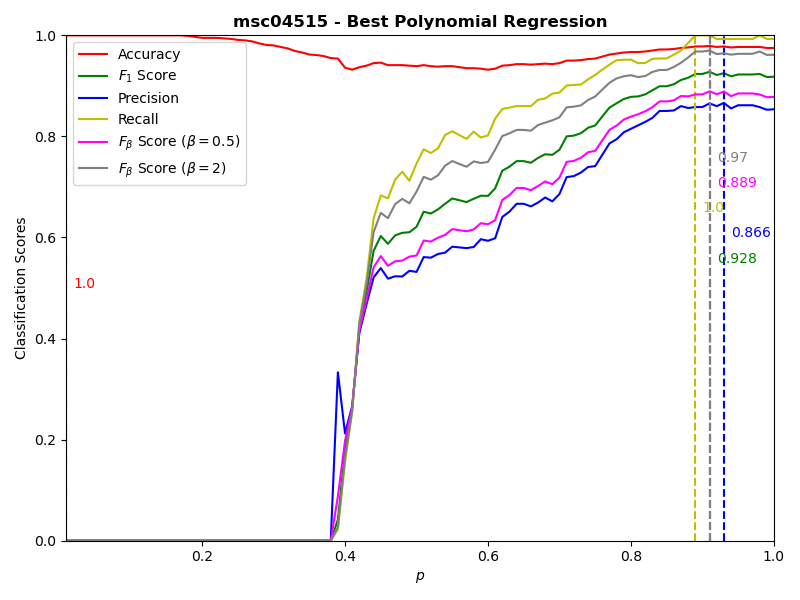 msc04515 - Best Polynomial Regression
Accuracy
F₁ Score
Precision
Recall
Fᵦ Score (β = 0.5)
Fᵦ Score (β = 2)
Classification Scores
1.0
0.8
0.6
0.4
0.2
0.0
0.97
0.889
1.0
0.866
0.928
1.0
0.2 0.4 0.6 0.8 1.0
p